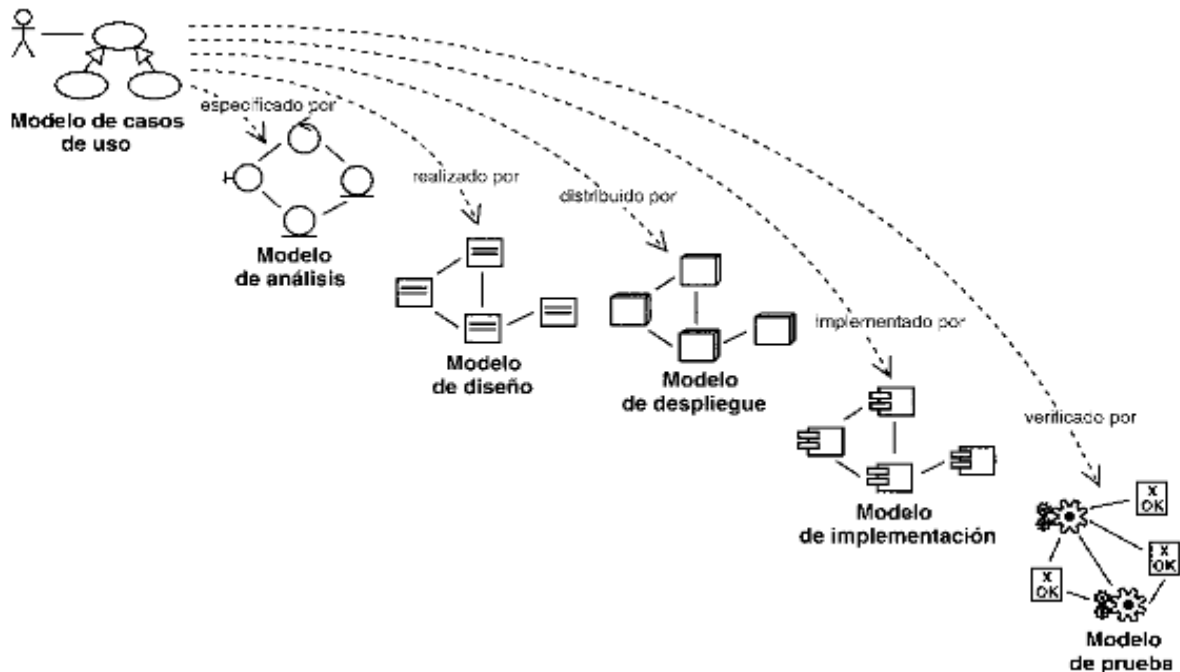 Modelo de casos
de uso
especificado por
Modelo
de análisis
realizado por
Modelo
de diseño
distribuido por
Modelo
de despliegue
implementado por
Modelo
de implementación
verificado por
X
OK
X
OK
X
OK
Modelo
de prueba